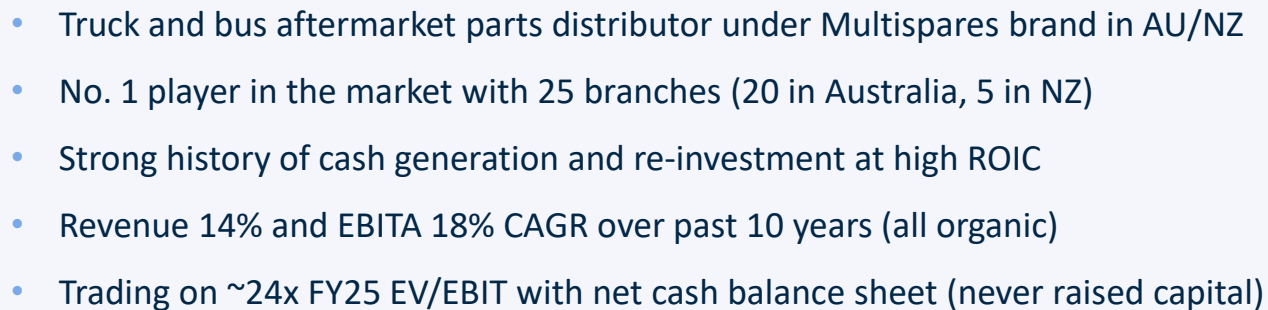 • Truck and bus aftermarket parts distributor under Multispares brand in AU/NZ
• No. 1 player in the market with 25 branches (20 in Australia, 5 in NZ)
• Strong history of cash generation and re-investment at high ROIC
• Revenue 14% and EBITA 18% CAGR over past 10 years (all organic)
• Trading on ~24x FY25 EV/EBIT with net cash balance sheet (never raised capital)